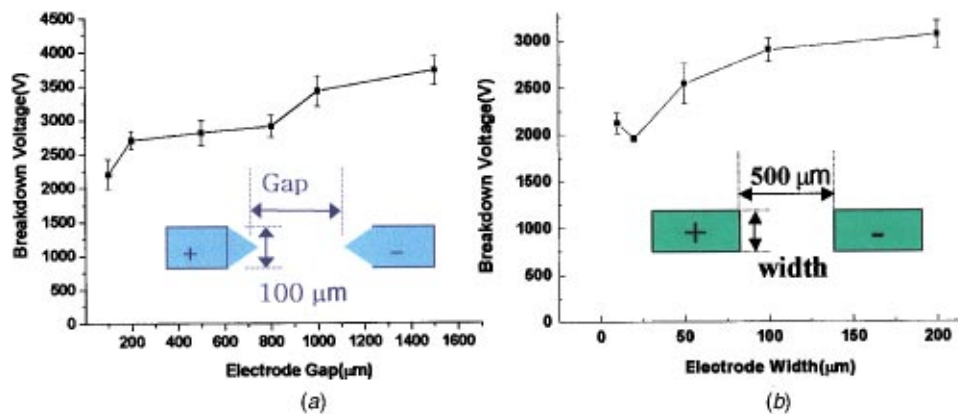 4500
4000
3500
3000
2500
2000
1500
1000
500
0
Breakdown Voltage(V)
Gap
+
-
100 μm
200 400 600 800 1000 1200 1400 1600
Electrode Gap(μm)
(a)
3000
2500
2000
1500
1000
500
0
Breakdown Voltage(V)
500 μm
+
-
width
0 50 100 150 200
Electrode Width(μm)
(b)